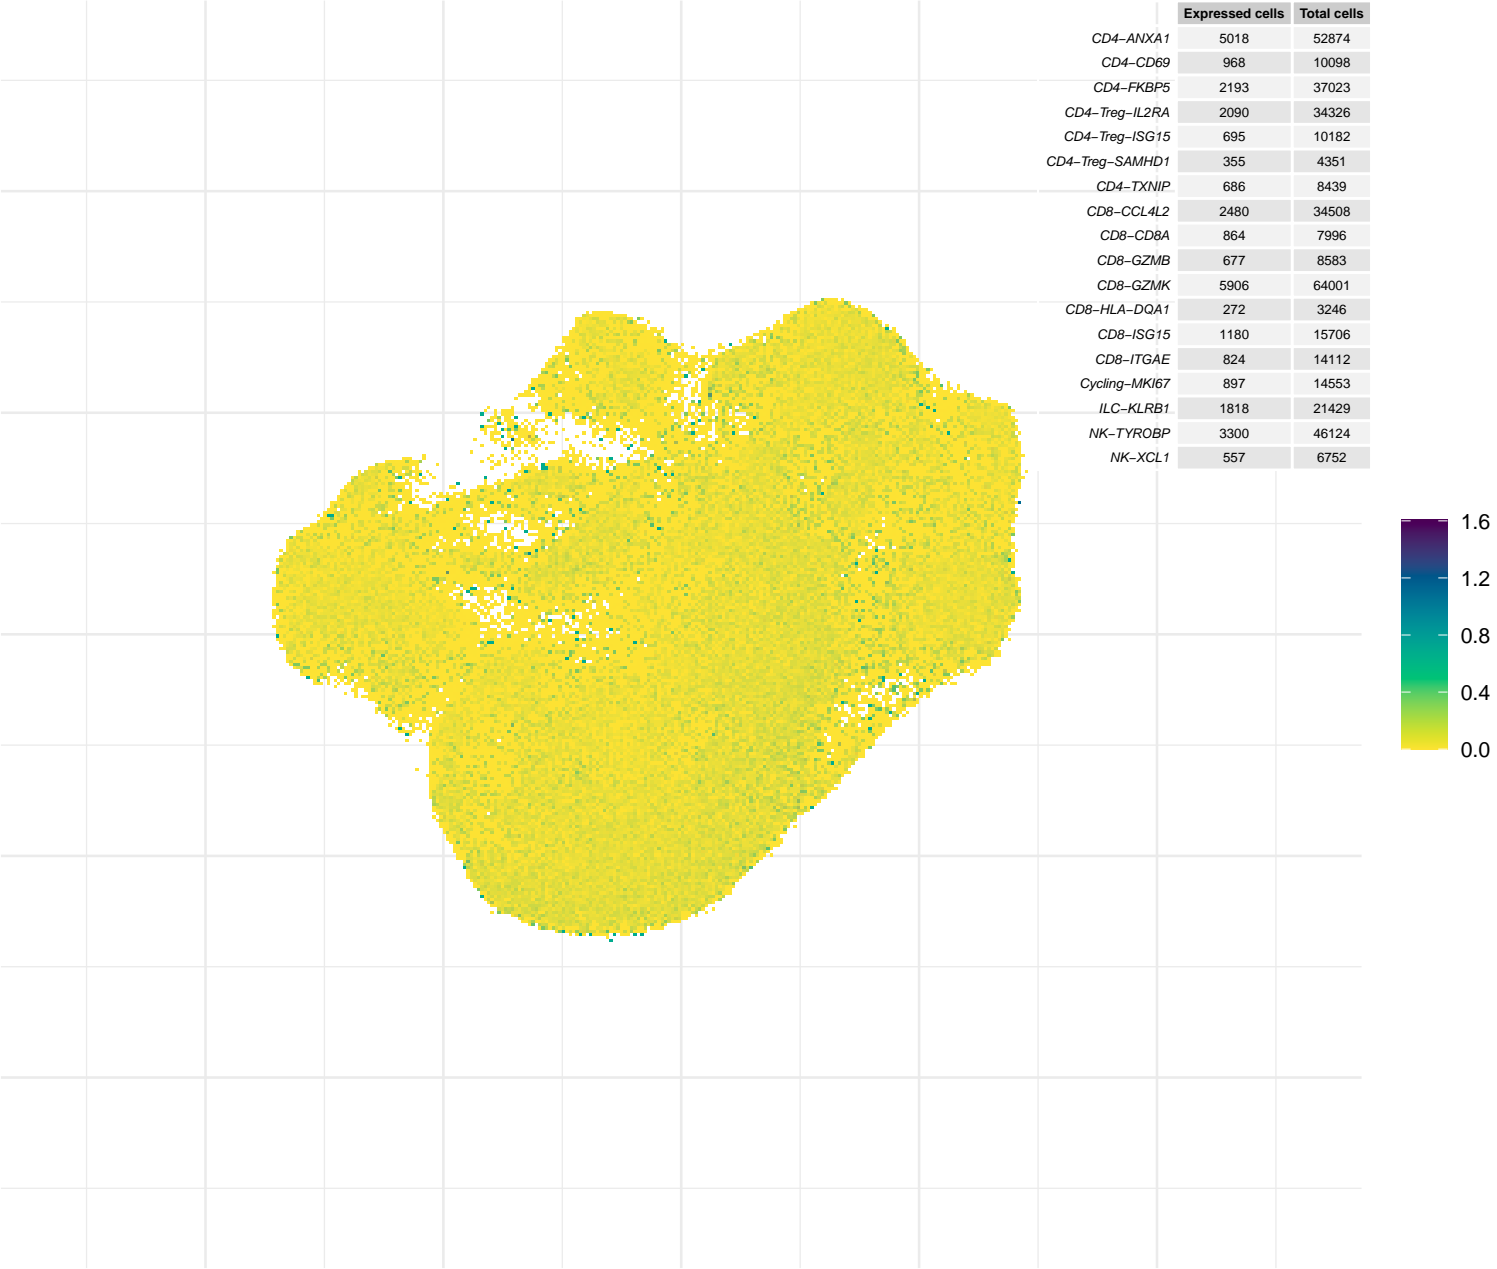 Expressed cells Total cells
CD4−ANXA1 5018 52874
CD4−CD69 968 10098
CD4−FKBP5 2193 37023
CD4−Treg−IL2RA 2090 34326
CD4−Treg−ISG15 695 10182
CD4−Treg−SAMHD1 355 4351
CD4−TXNIP 686 8439
CD8−CCL4L2 2480 34508
CD8−CD8A 864 7996
CD8−GZMB 677 8583
CD8−GZMK 5906 64001
CD8−HLA−DQA1 272 3246
CD8−ISG15 1180 15706
CD8−ITGAE 824 14112
Cycling−MKI67 897 14553
ILC−KLRB1 1818 21429
NK−TYROBP 3300 46124
NK−XCL1 557 6752
1.6
1.2
0.8
0.4
0.0